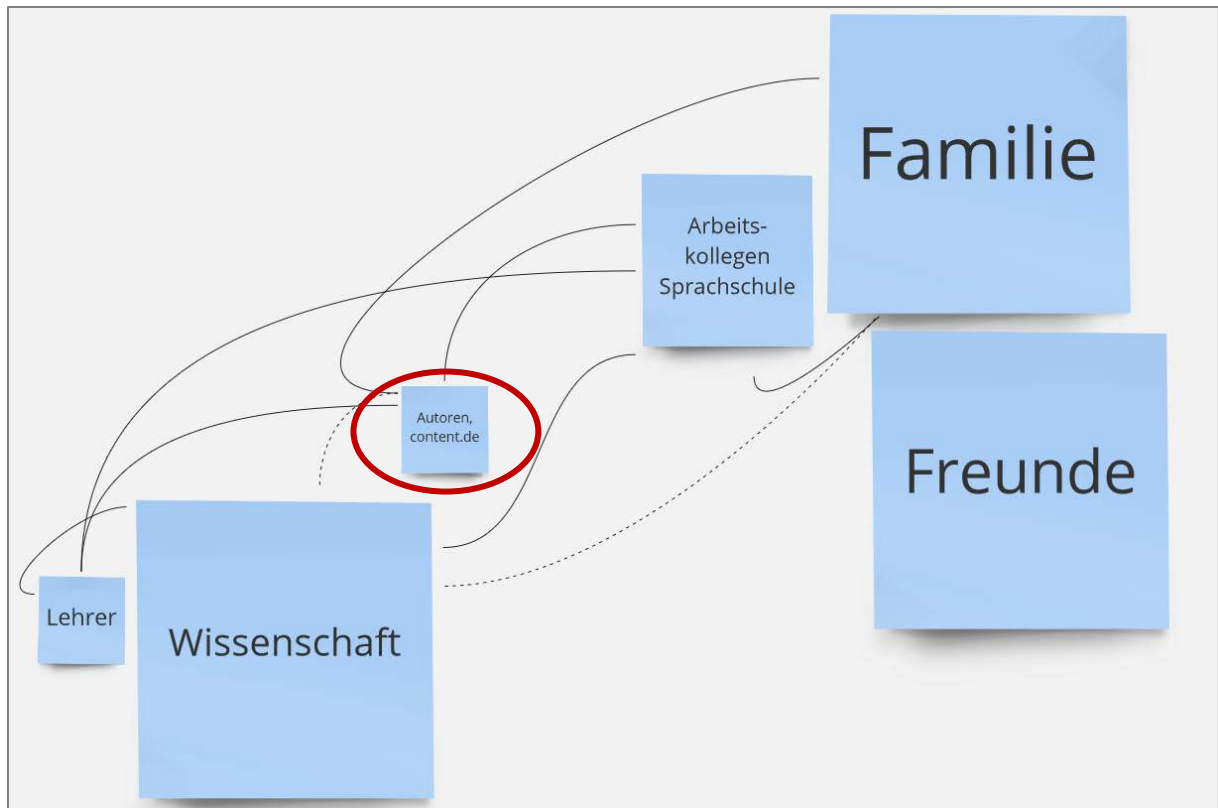 Familie
Arbeits-
kollegen
Sprachschule
Autoren,
content.de
Freunde
Lehrer
Wissenschaft